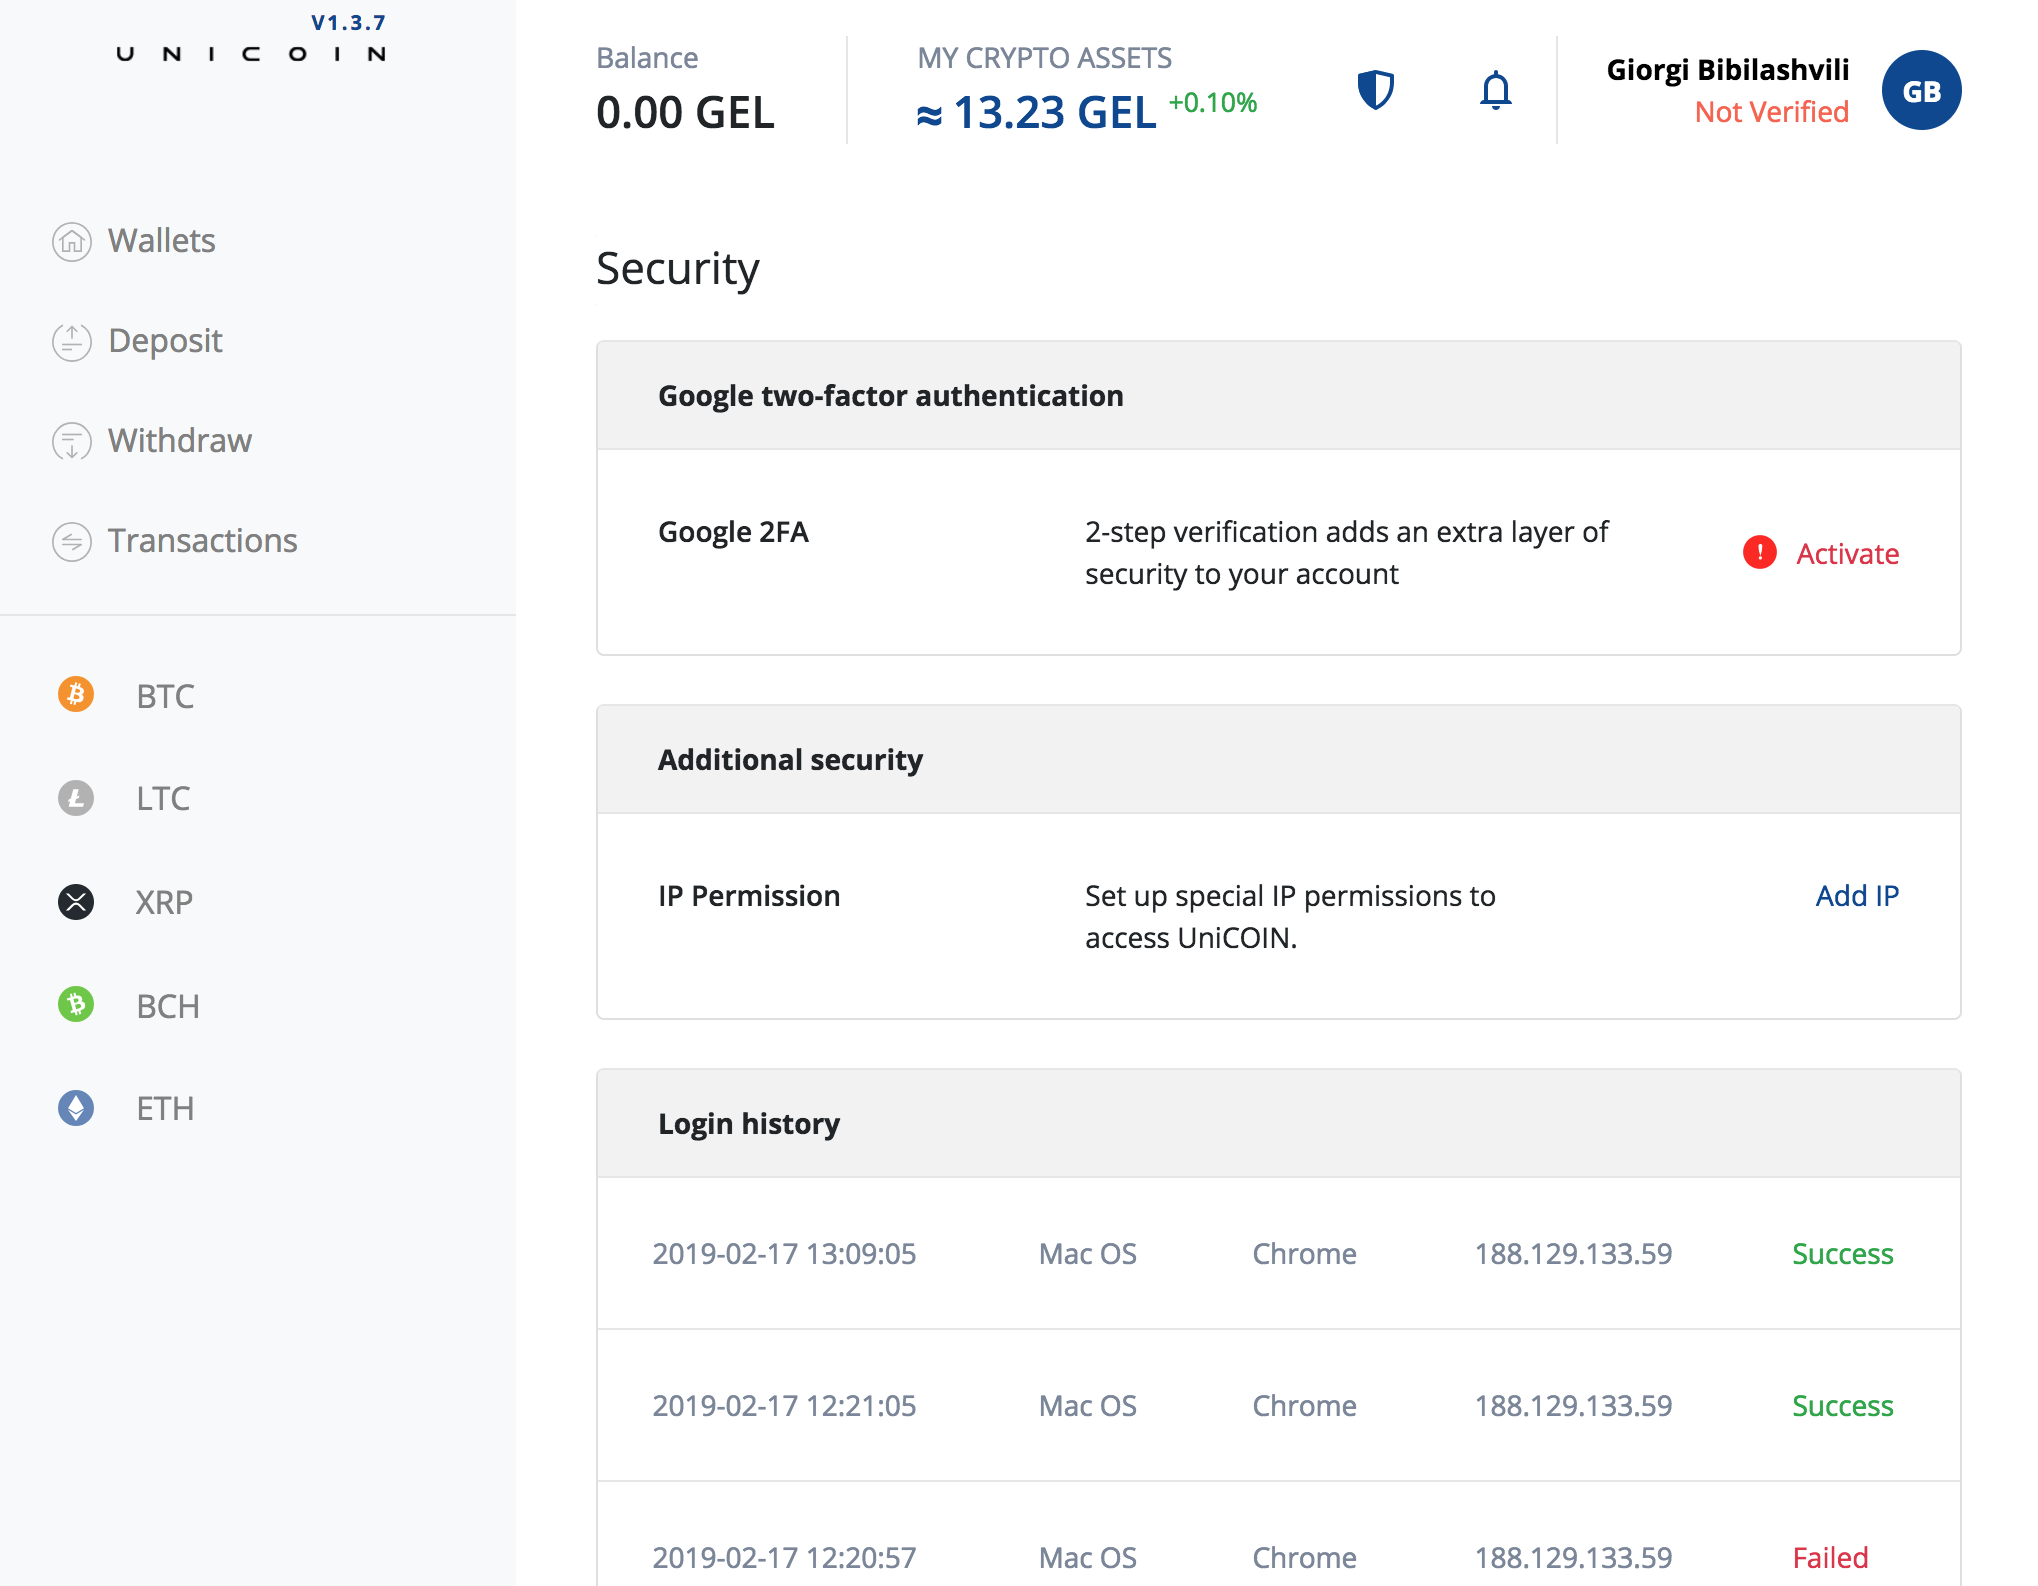 V1.3.7
UNICOIN
Wallets
Deposit
Withdraw
Transactions
BTC
LTC
XRP
BCH
ETH
Balance
0.00 GEL
MY CRYPTO ASSETS
≈ 13.23 GEL +0.10%
Giorgi Bibilashvili
Not Verified
GB
Security
Google two-factor authentication
Google 2FA
2-step verification adds an extra layer of
security to your account
! Activate
Additional security
IP Permission
Set up special IP permissions to
access UniCOIN.
Add IP
Login history
2019-02-17 13:09:05 Mac OS Chrome 188.129.133.59 Success
2019-02-17 12:21:05 Mac OS Chrome 188.129.133.59 Success
2019-02-17 12:20:57 Mac OS Chrome 188.129.133.59 Failed